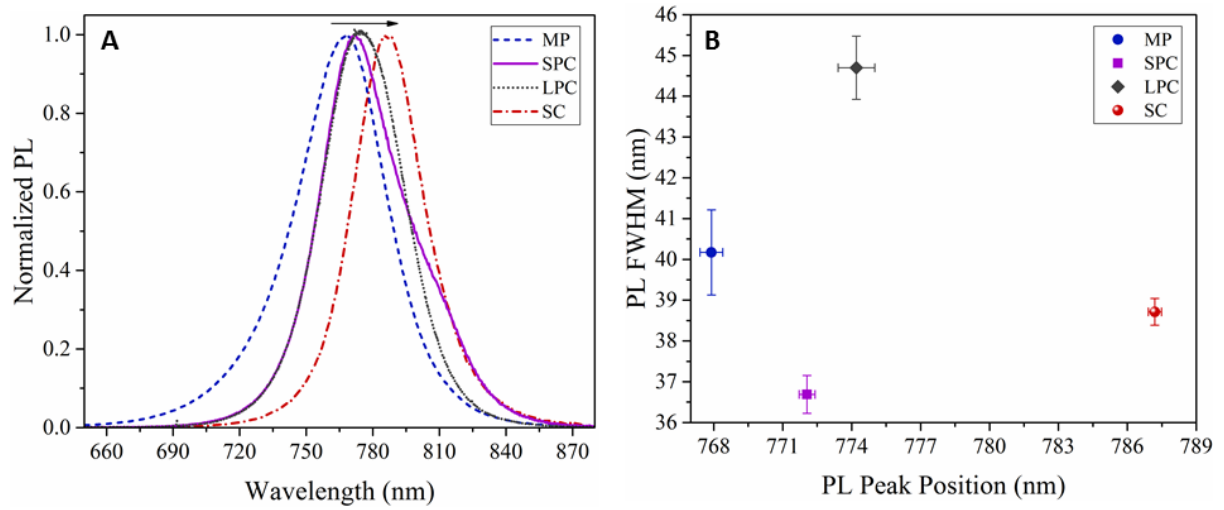 A
MP
SPC
LPC
SC
Normalized PL
1.0
0.8
0.6
0.4
0.2
0.0
660 690 720 750 780 810 840 870
Wavelength (nm)
B
MP
SPC
LPC
SC
PL FWHM (nm)
46
45
44
43
42
41
40
39
38
37
36
768 771 774 777 780 783 786 789
PL Peak Position (nm)